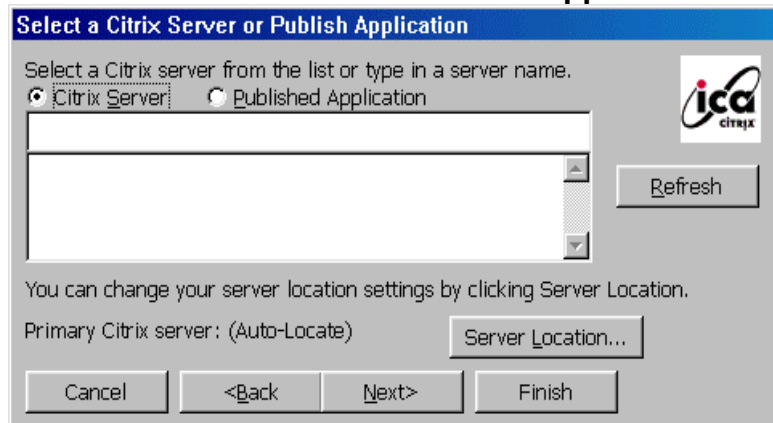 Select a Citrix Server or Publish Application
Select a Citrix server from the list or type in a server name.
Citrix Server Published Application
ica
CITRIX
Refresh
You can change your server location settings by clicking Server Location.
Primary Citrix server: (Auto-Locate) Server Location...
Cancel <Back Next> Finish